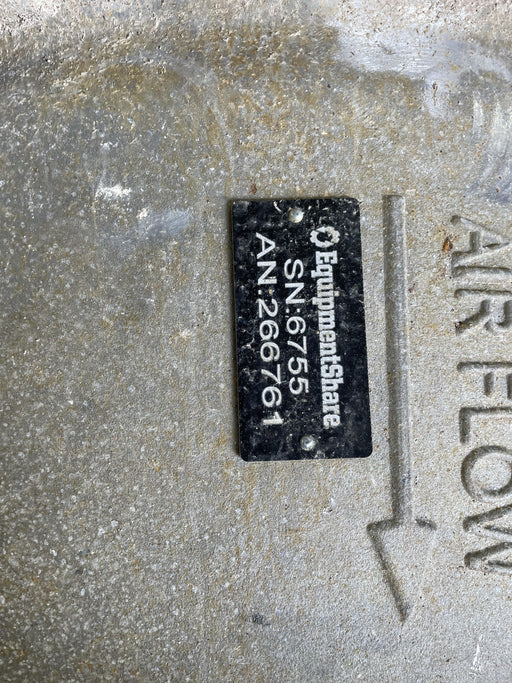 AIR FLOW
EquipmentShare
SN:6755
AN:266761